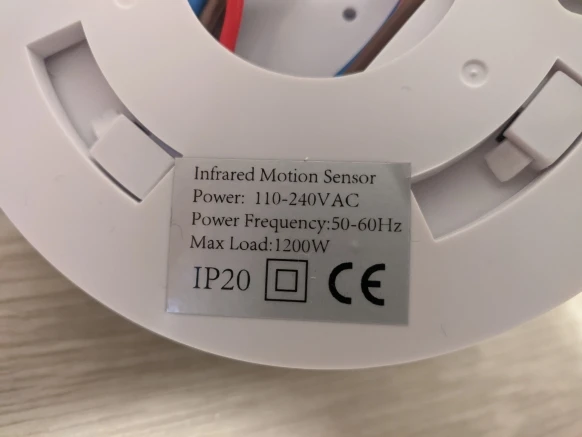 Infrared Motion Sensor
Power: 110-240VAC
Power Frequency:50-60Hz
Max Load:1200W
IP20 CE